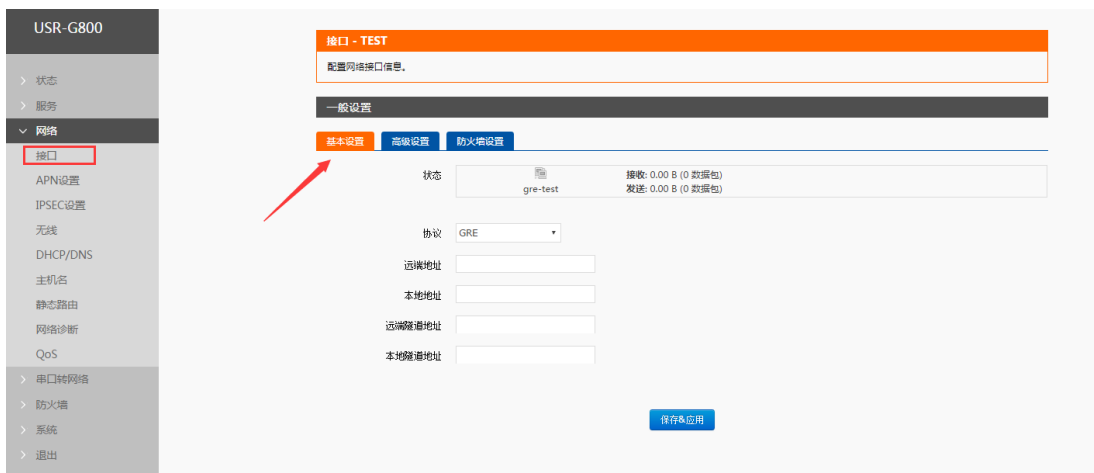 USR-G800
状态
服务
网络
接口
APN设置
IPSEC设置
无线
DHCP/DNS
主机名
静态路由
网络诊断
QoS
串口转网络
防火墙
系统
退出
接口 - TEST
配置网络接口信息。
一般设置
基本设置 高级设置 防火墙设置
状态 gre-test 接收: 0.00 B (0 数据包)
发送: 0.00 B (0 数据包)
协议 GRE
远端地址
本地地址
远端隧道地址
本地隧道地址
保存&应用